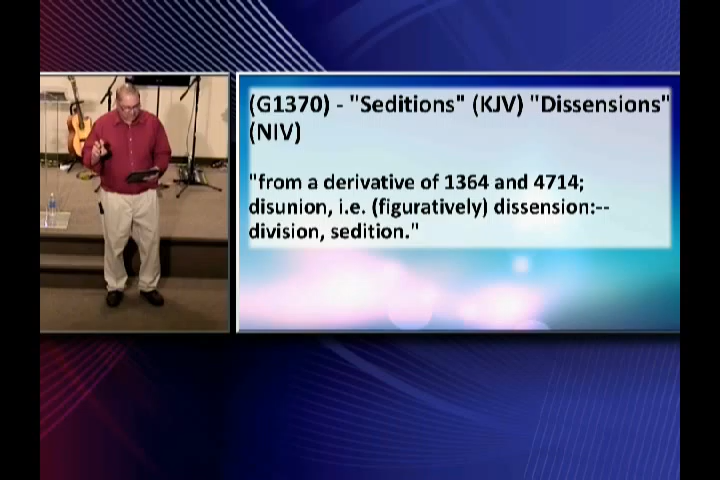 (G1370) - "Seditions" (KJV) "Dissensions"
(NIV)
"from a derivative of 1364 and 4714;
disunion, i.e. (figuratively) dissension:--
division, sedition."